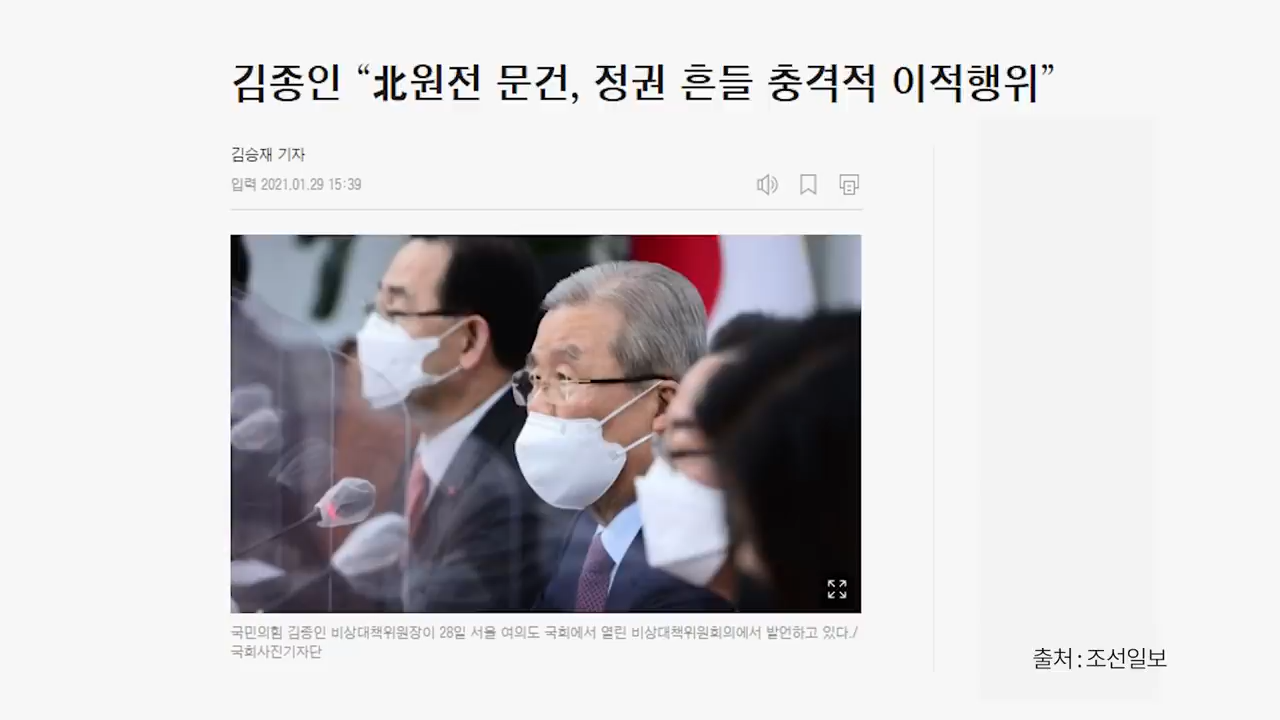 김종인 “北원전 문건, 정권 흔들 충격적 이적행위”
김승재 기자
입력 2021.01.29 15:39
국민의힘 김종인 비상대책위원장이 28일 서울 여의도 국회에서 열린 비상대책위원회의에서 발언하고 있다./
국회사진기자단
출처 : 조선일보